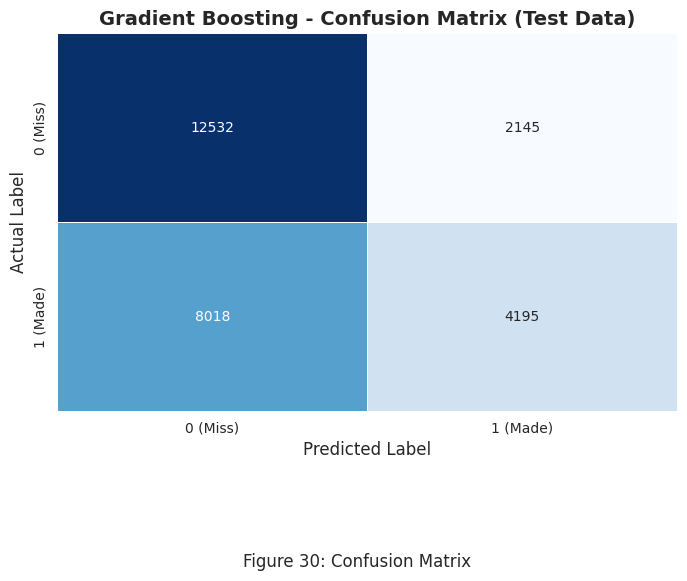 Gradient Boosting - Confusion Matrix (Test Data)
Actual Label
0 (Miss)
12532
2145
1 (Made)
8018
4195
0 (Miss)
1 (Made)
Predicted Label
Figure 30: Confusion Matrix